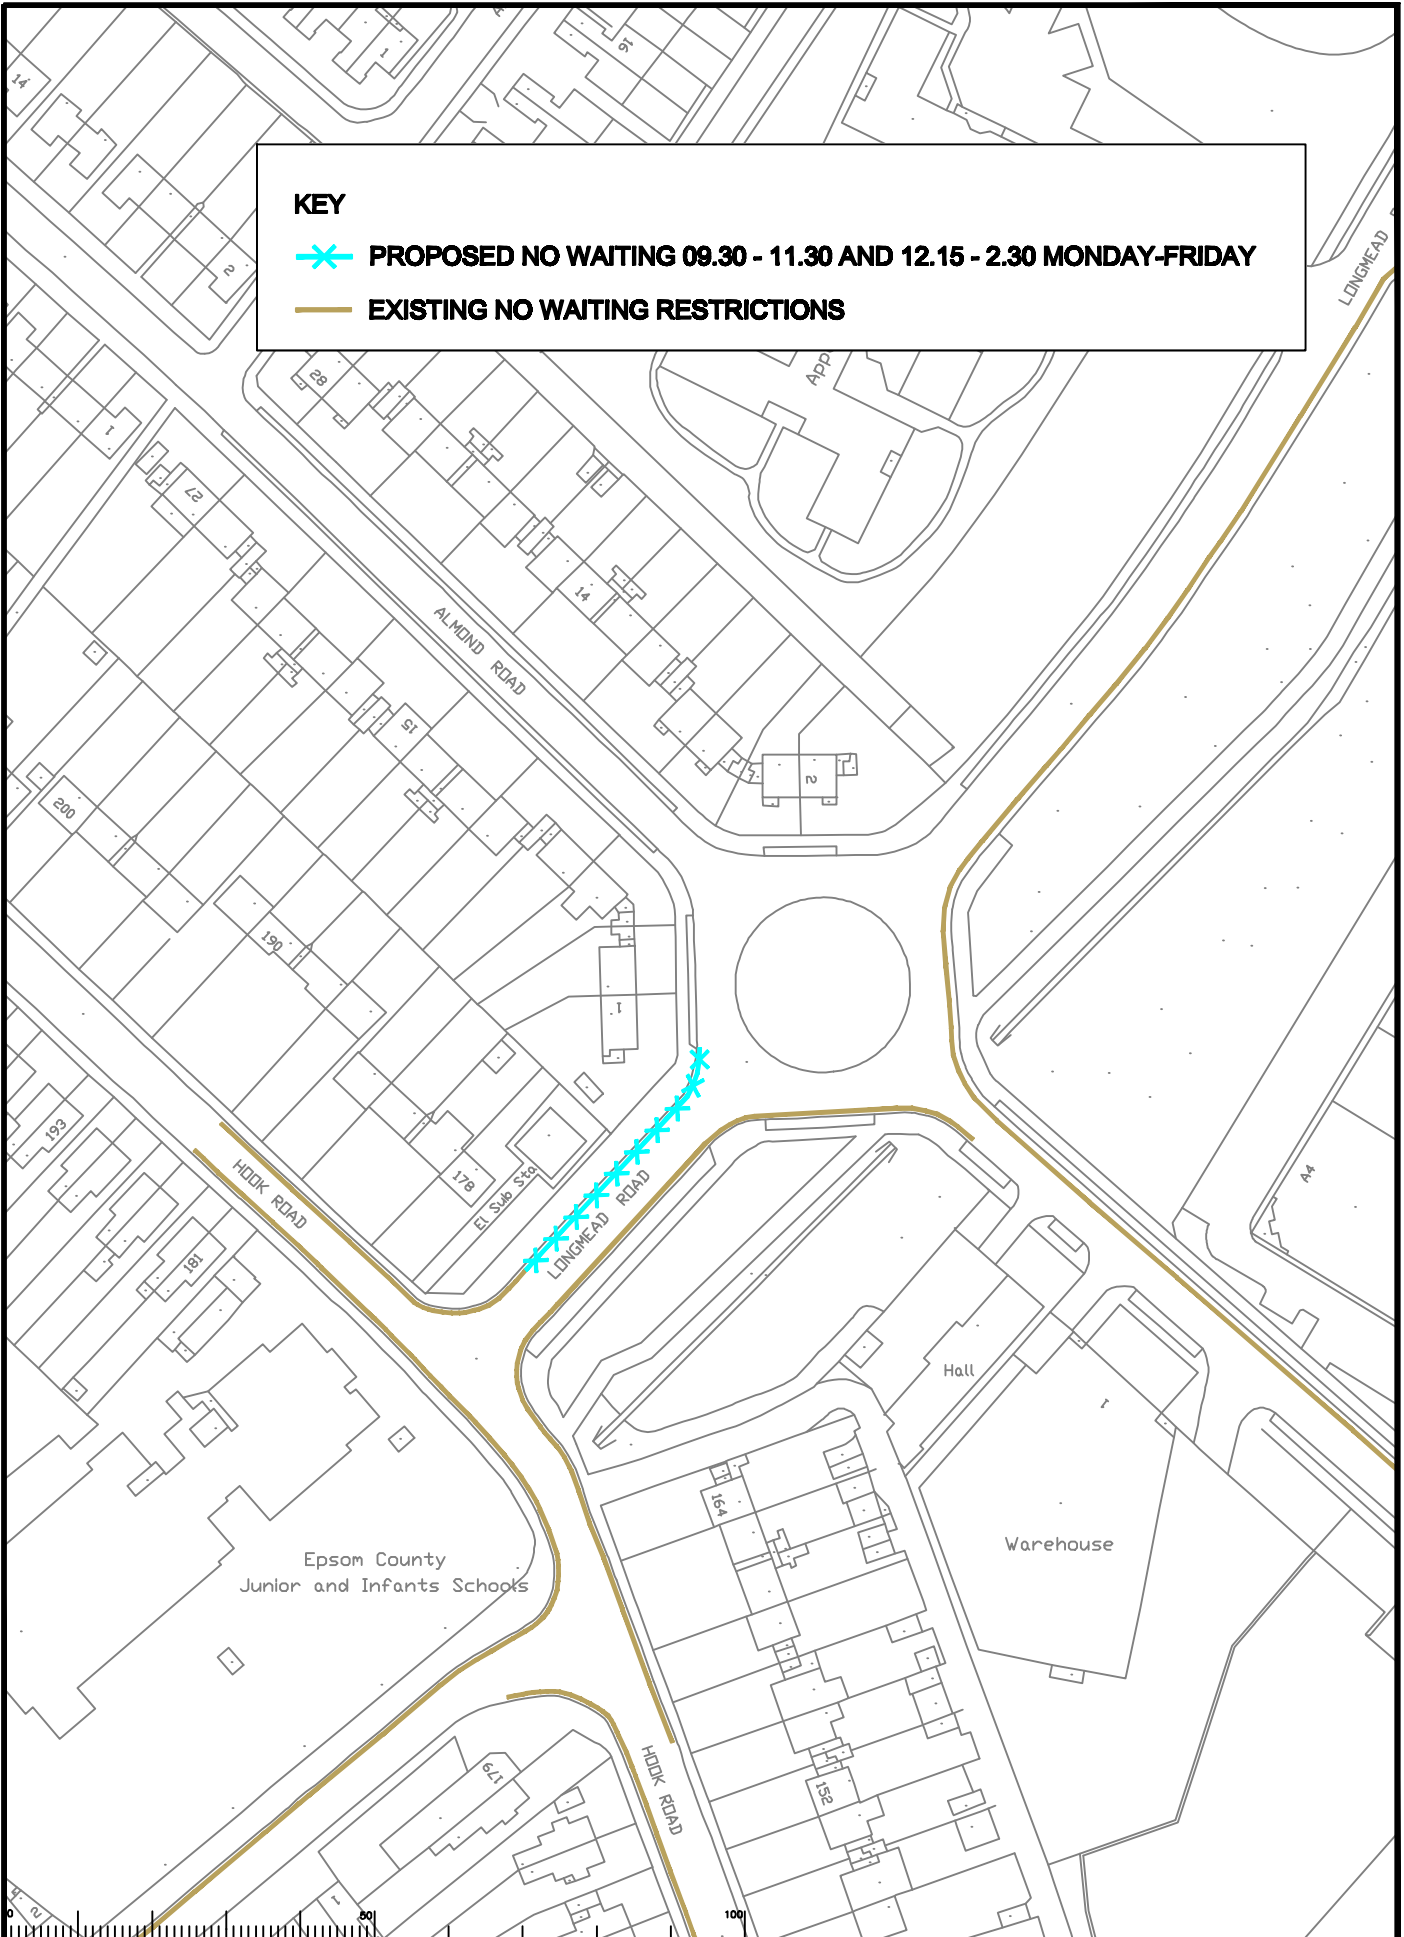 14
1
16
KEY
PROPOSED NO WAITING 09.30 - 11.30 AND 12.15 - 2.30 MONDAY-FRIDAY
EXISTING NO WAITING RESTRICTIONS
LONGMEAD
2
28
1
27
14
ALMOND ROAD
15
2
200
190
1
193
HOOK ROAD
178
El Sub Sta
LONGMEAD ROAD
181
A4
Hall
1
164
Warehouse
Epsom County
Junior and Infants Schools
HOOK ROAD
179
152
1
2
0
50
100